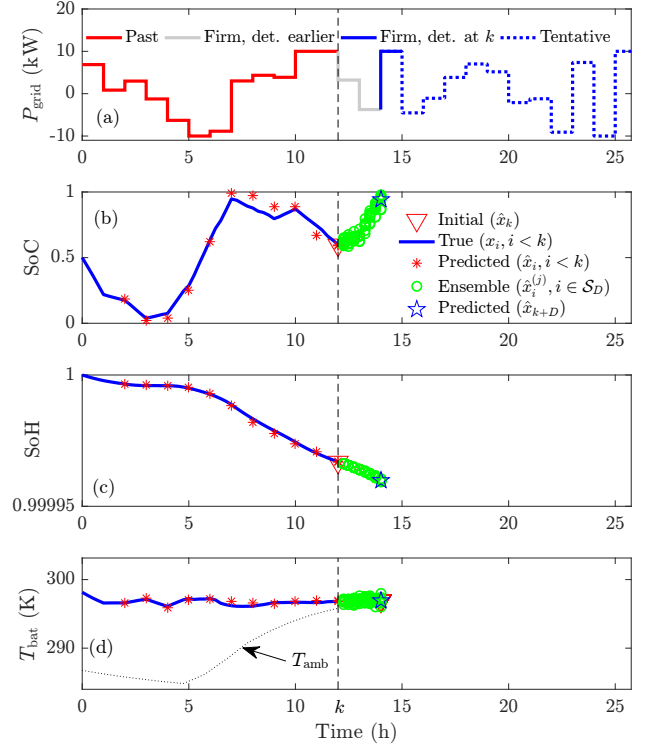 20
Past Firm, det. earlier Firm, det. at k Tentative
10
0
-10
P_grid (kW)
(a)
0 5 10 15 20 25
1
0.5
0
SoC
(b)
Initial (x̂_k)
True (x_i, i < k)
Predicted (x̂_i, i < k)
Ensemble (x̂_i^(j), i ∈ S_D)
Predicted (x̂_{k+D})
0 5 10 15 20 25
1
0.99995
SoH
(c)
0 5 10 15 20 25
300
290
T_bat (K)
(d)
T_amb
0 5 10 k 15 20 25
Time (h)